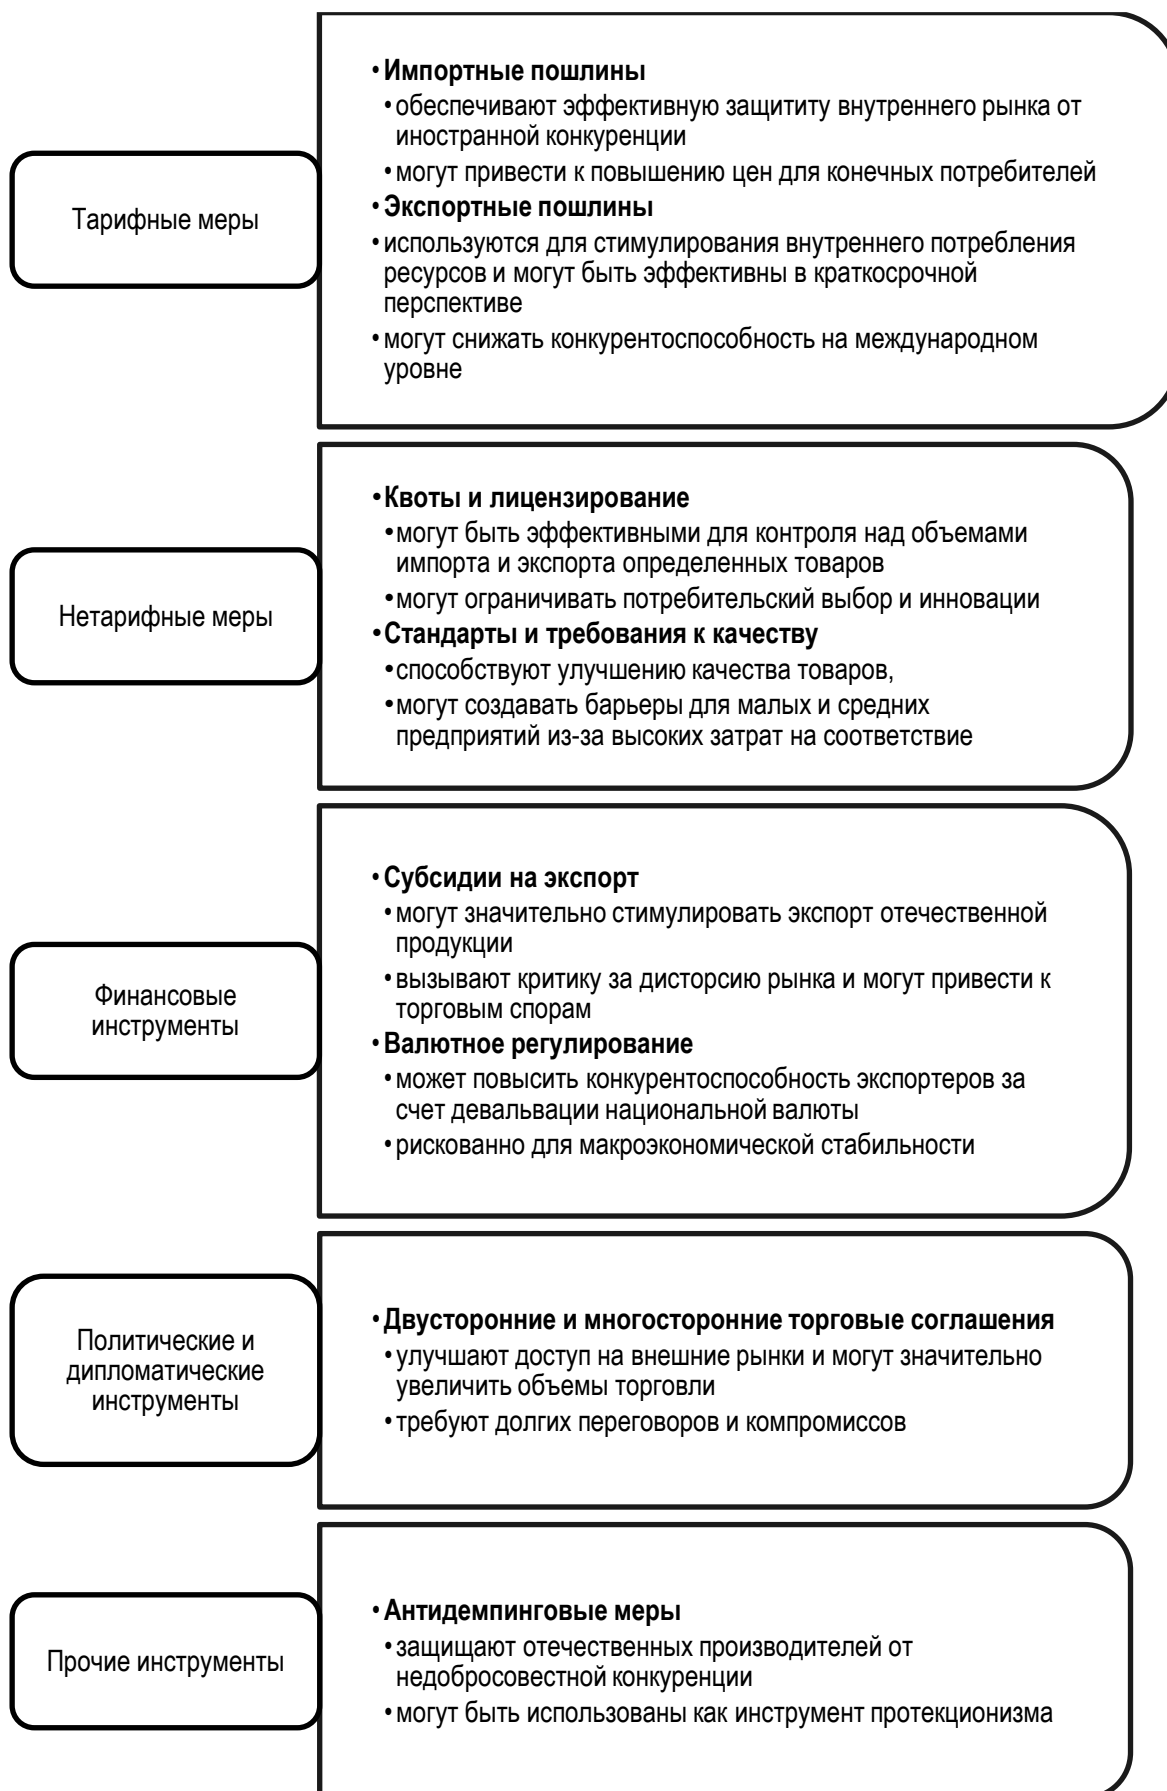 Тарифные меры
• Импортные пошлины
• обеспечивают эффективную защититу внутреннего рынка от
иностранной конкуренции
• могут привести к повышению цен для конечных потребителей
• Экспортные пошлины
• используются для стимулирования внутреннего потребления
ресурсов и могут быть эффективны в краткосрочной
перспективе
• могут снижать конкурентоспособность на международном
уровне
Нетарифные меры
• Квоты и лицензирование
• могут быть эффективными для контроля над объемами
импорта и экспорта определенных товаров
• могут ограничивать потребительский выбор и инновации
• Стандарты и требования к качеству
• способствуют улучшению качества товаров,
• могут создавать барьеры для малых и средних
предприятий из-за высоких затрат на соответствие
Финансовые
инструменты
• Субсидии на экспорт
• могут значительно стимулировать экспорт отечественной
продукции
• вызывают критику за дисторсию рынка и могут привести к
торговым спорам
• Валютное регулирование
• может повысить конкурентоспособность экспортеров за
счет девальвации национальной валюты
• рискованно для макроэкономической стабильности
Политические и
дипломатические
инструменты
• Двусторонние и многосторонние торговые соглашения
• улучшают доступ на внешние рынки и могут значительно
увеличить объемы торговли
• требуют долгих переговоров и компромиссов
Прочие инструменты
• Антидемпинговые меры
• защищают отечественных производителей от
недобросовестной конкуренции
• могут быть использованы как инструмент протекционизма